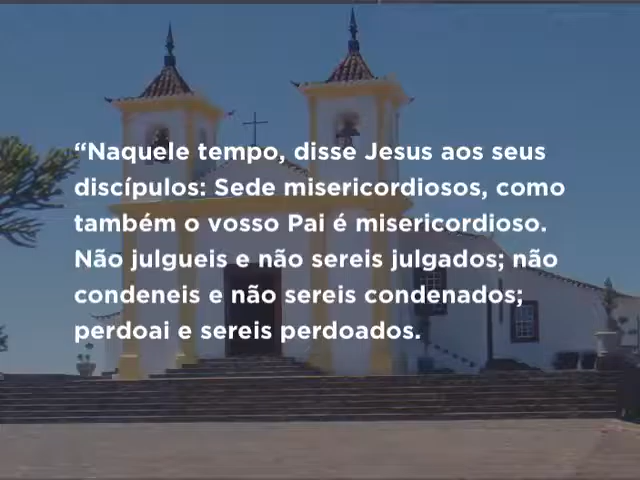 “Naquele tempo, disse Jesus aos seus
discípulos: Sede misericordiosos, como
também o vosso Pai é misericordioso.
Não julgueis e não sereis julgados; não
condeneis e não sereis condenados;
perdoai e sereis perdoados.